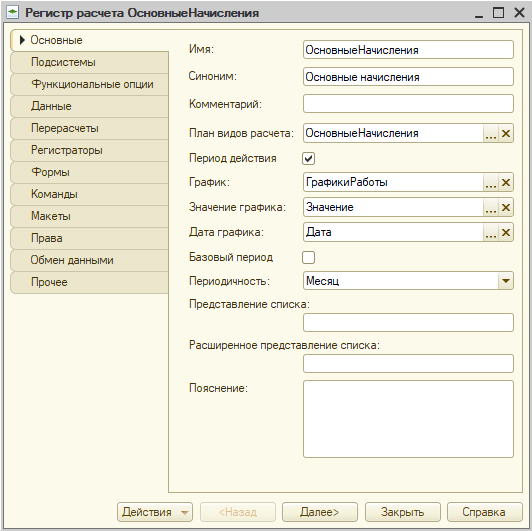 Регистр расчета ОсновныеНачисления
Основные
Подсистемы
Функциональные опции
Данные
Перерасчеты
Регистраторы
Формы
Команды
Макеты
Права
Обмен данными
Прочее
Имя: ОсновныеНачисления
Синоним: Основные начисления
Комментарий:
План видов расчета: ОсновныеНачисления ...
Период действия
График: ГрафикиРаботы ...
Значение графика: Значение ...
Дата графика: Дата ...
Базовый период
Периодичность: Месяц
Представление списка:
Расширенное представление списка:
Пояснение:
Действия <Назад Далее> Закрыть Справка